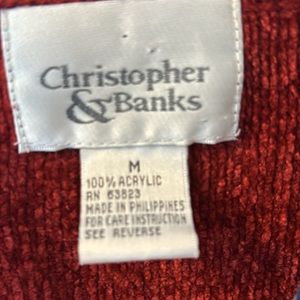 Christopher
& Banks
M
100% ACRYLIC
RN 63823
MADE IN PHILIPPINES
FOR CARE INSTRUCTION
SEE REVERSE